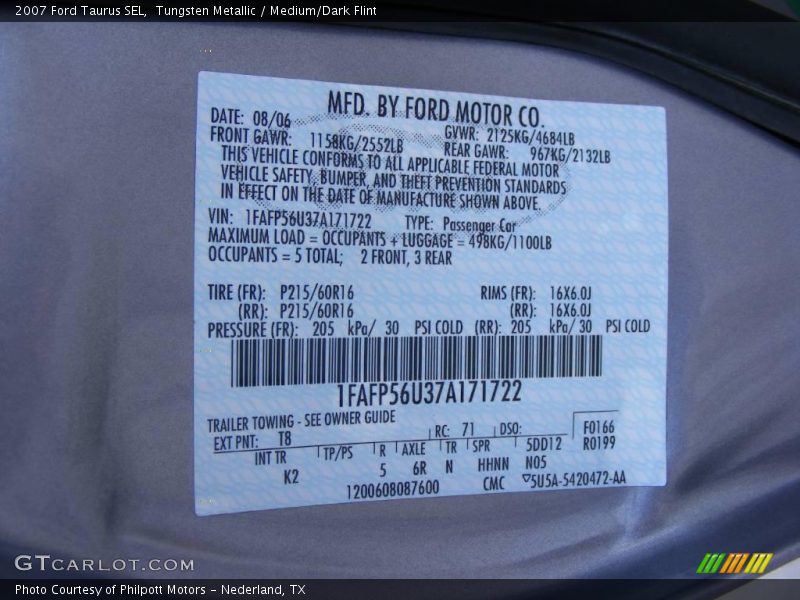 2007 Ford Taurus SEL, Tungsten Metallic / Medium/Dark Flint
MFD. BY FORD MOTOR CO.
DATE: 08/06 GVWR: 2125KG/4684LB
FRONT GAWR: 1158KG/2552LB REAR GAWR: 967KG/2132LB
THIS VEHICLE CONFORMS TO ALL APPLICABLE FEDERAL MOTOR
VEHICLE SAFETY, BUMPER, AND THEFT PREVENTION STANDARDS
IN EFFECT ON THE DATE OF MANUFACTURE SHOWN ABOVE.
VIN: 1FAFP56U37A171722 TYPE: Passenger Car
MAXIMUM LOAD = OCCUPANTS + LUGGAGE = 498KG/1100LB
OCCUPANTS = 5 TOTAL; 2 FRONT, 3 REAR
TIRE (FR): P215/60R16 RIMS (FR): 16X6.0J
(RR): P215/60R16 (RR): 16X6.0J
PRESSURE (FR): 205 kPa/ 30 PSI COLD (RR): 205 kPa/ 30 PSI COLD
1FAFP56U37A171722
TRAILER TOWING - SEE OWNER GUIDE
EXT PNT: T8 RC: 71 DSO: F0166
INT TR TP/PS R AXLE TR SPR 5DD12 R0199
K2 5 6R N HHNN N05
1200608087600 CMC ▽5U5A-5420472-AA
GTCARLOT.COM
Photo Courtesy of Philpott Motors - Nederland, TX